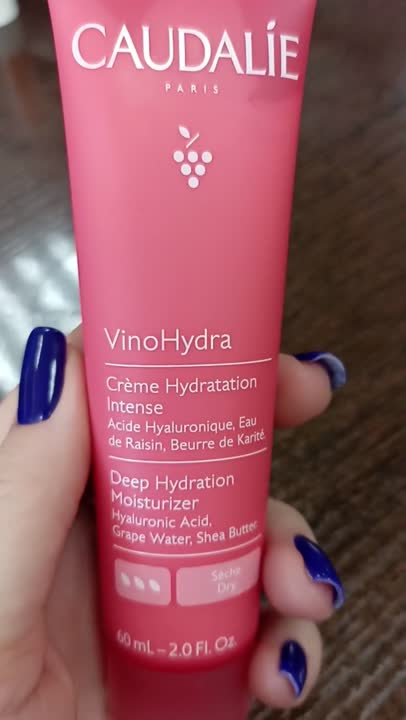 CAUDALÍE
PARIS
VinoHydra
Crème Hydratation
Intense
Acide Hyaluronique, Eau
de Raisin, Beurre de Karité.
Deep Hydration
Moisturizer
Hyaluronic Acid,
Grape Water, Shea Butter.
Sèche
Dry
60 mL – 2.0 Fl. Oz.